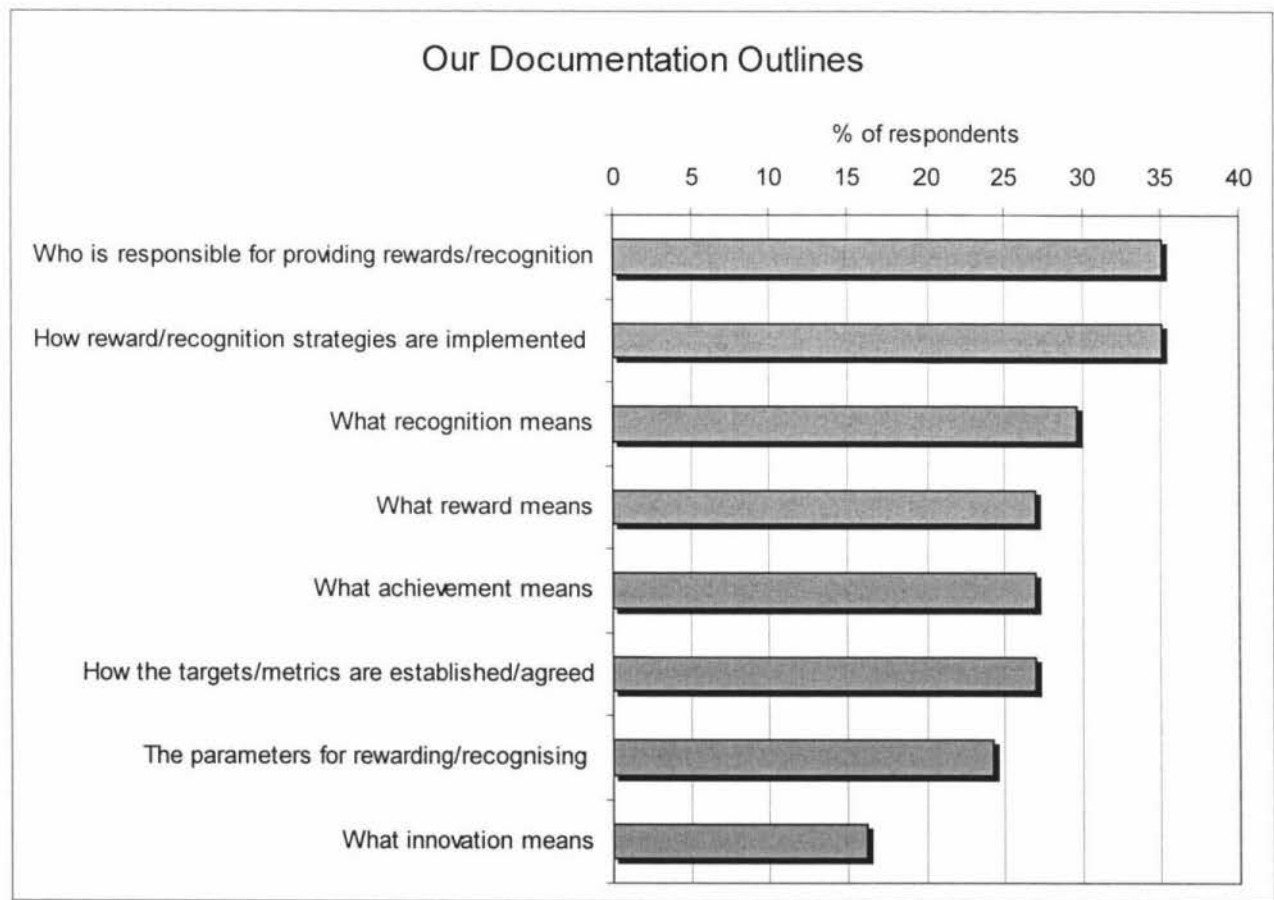 Our Documentation Outlines
% of respondents
0 5 10 15 20 25 30 35 40
Who is responsible for providing rewards/recognition
How reward/recognition strategies are implemented
What recognition means
What reward means
What achievement means
How the targets/metrics are established/agreed
The parameters for rewarding/recognising
What innovation means